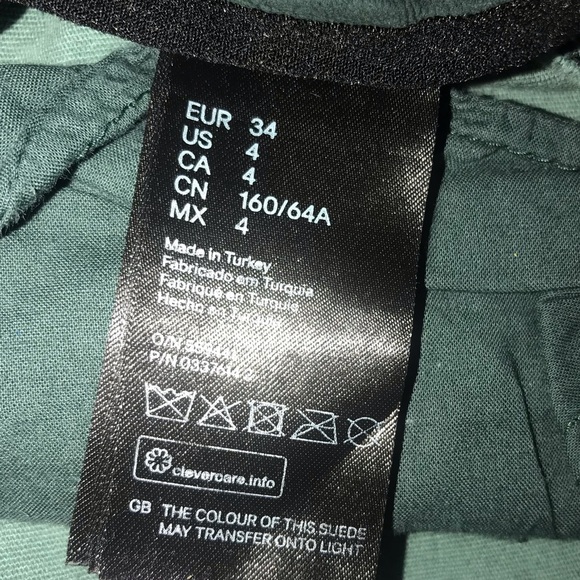 EUR 34
US 4
CA 4
CN 160/64A
MX 4
Made in Turkey
Fabricado em Turquia
Fabriqué en Turquie
Hecho en Turquía
O/N
P/N 0337614
clevercare.info
GB THE COLOUR OF THIS SUEDE
MAY TRANSFER ONTO LIGHT